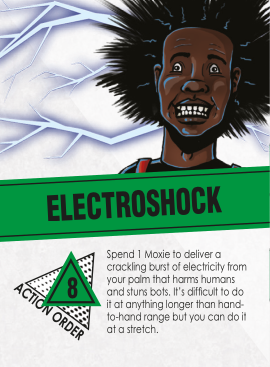 ELECTROSHOCK
8
ACTION ORDER
Spend 1 Moxie to deliver a
crackling burst of electricity from
your palm that harms humans
and stuns bots. It's difficult to do
it at anything longer than hand-
to-hand range but you can do it
at a stretch.